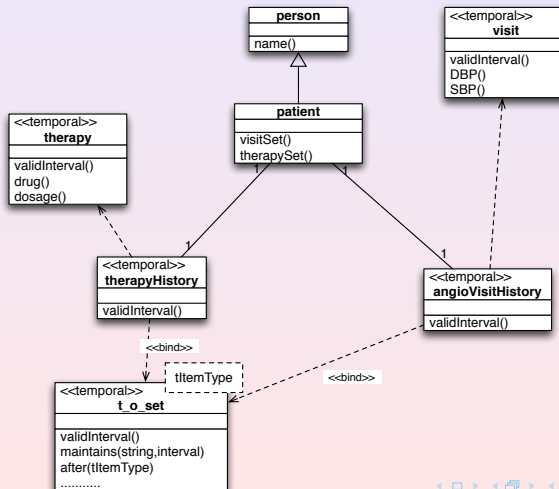 person
name()
<<temporal>>
visit
validInterval()
DBP()
SBP()
patient
visitSet()
therapySet()
<<temporal>>
therapy
validInterval()
drug()
dosage()
1
1
1
1
<<temporal>>
therapyHistory
validInterval()
<<temporal>>
angioVisitHistory
validInterval()
<<bind>>
<<bind>>
tItemType
<<temporal>>
t_o_set
validInterval()
maintains(string,interval)
after(tItemType)
...........